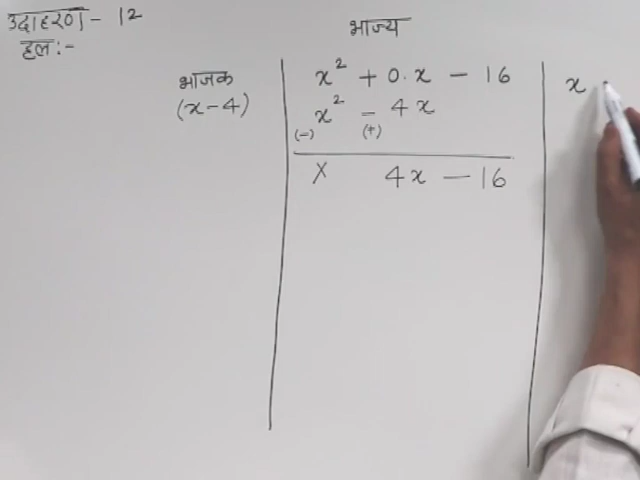 उदाहरण - 12
हल :-
भाज्य
भाजक
(x-4)
x² + 0.x - 16
x² - 4x
(-) (+)
X 4x - 16
x